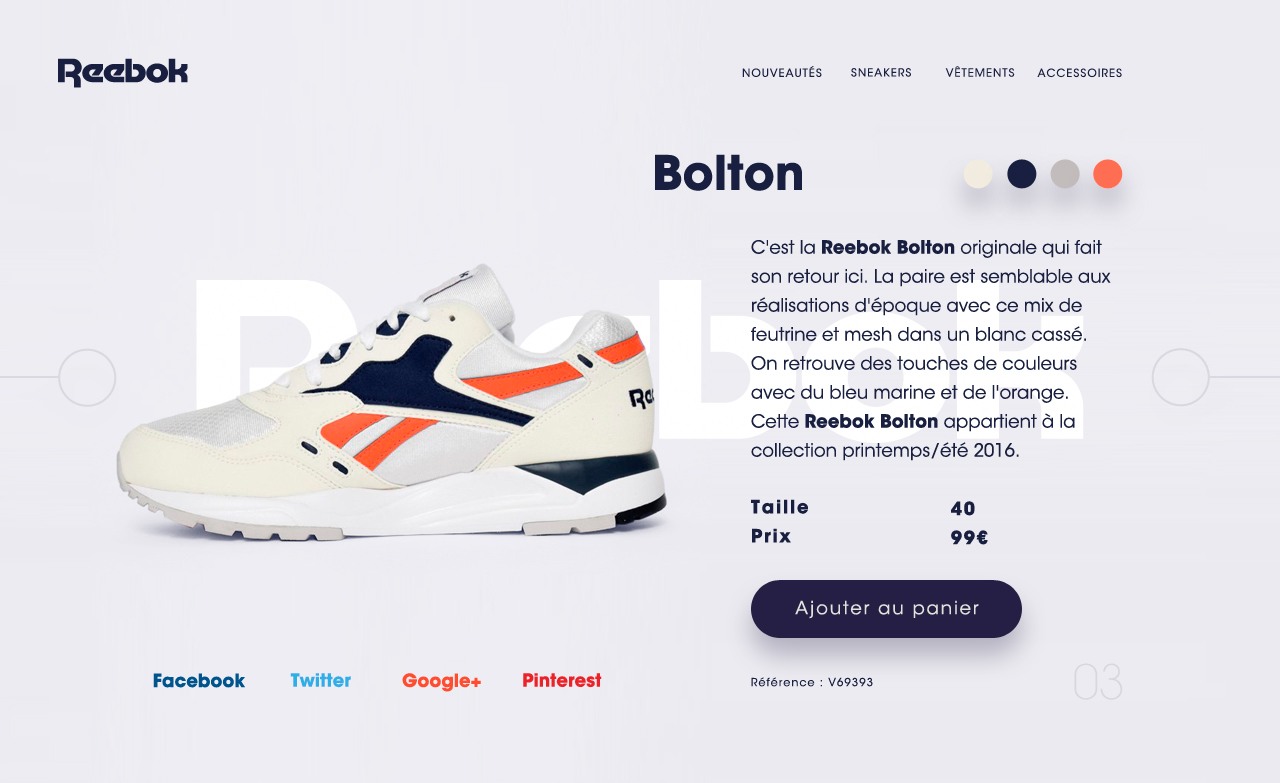 Reebok
NOUVEAUTÉS SNEAKERS VÊTEMENTS ACCESSOIRES
Bolton
Reebok
C'est la Reebok Bolton originale qui fait
son retour ici. La paire est semblable aux
réalisations d'époque avec ce mix de
feutrine et mesh dans un blanc cassé.
On retrouve des touches de couleurs
avec du bleu marine et de l'orange.
Cette Reebok Bolton appartient à la
collection printemps/été 2016.
Taille 40
Prix 99€
Ajouter au panier
Facebook Twitter Google+ Pinterest
Référence : V69393
03